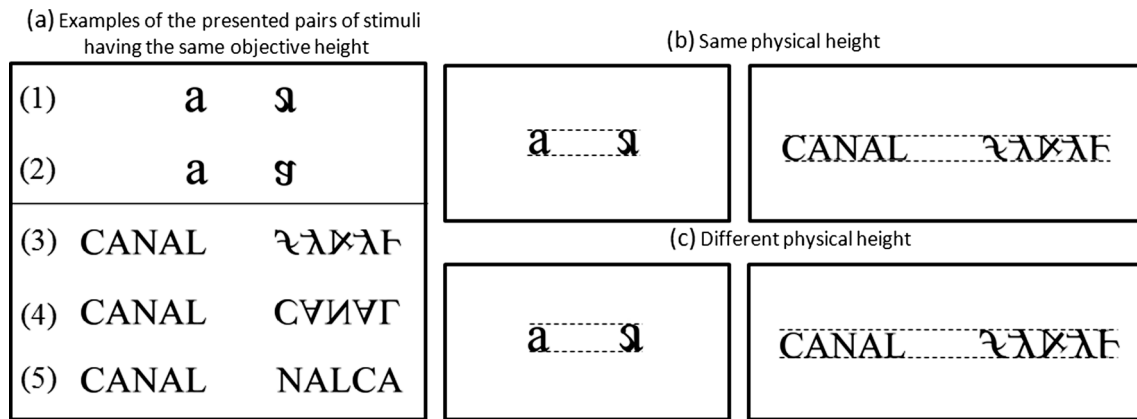 (a) Examples of the presented pairs of stimuli
having the same objective height
(1) a
(2) a
(3) CANAL
(4) CANAL
(5) CANAL NALCA
(b) Same physical height
a
CANAL
(c) Different physical height
a
CANAL